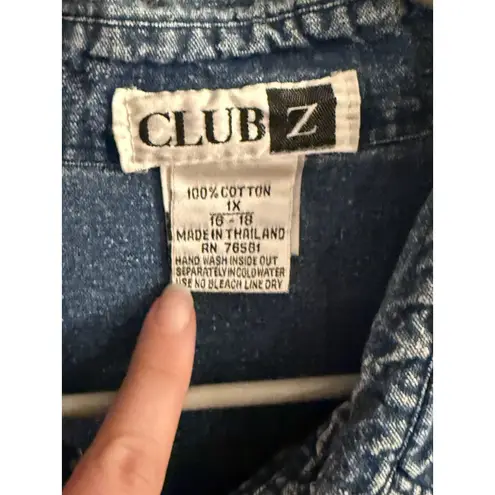 CLUB Z
100% COTTON
1X
16 - 18
MADE IN THAILAND
RN 76581
HAND WASH INSIDE OUT
SEPARATELY IN COLD WATER
USE NO BLEACH LINE DRY